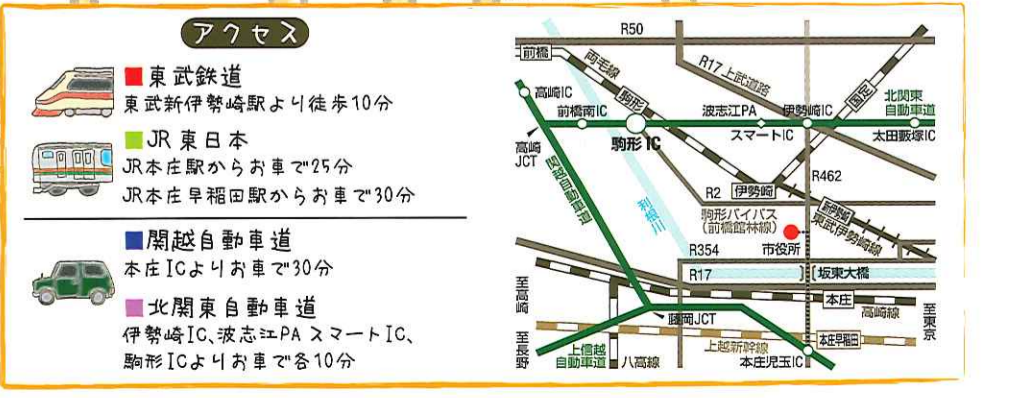 アクセス
■東武鉄道
東武新伊勢崎駅より徒歩10分
■JR東日本
JR本庄駅からお車で25分
JR本庄早稲田駅からお車で30分
■関越自動車道
本庄ICよりお車で30分
■北関東自動車道
伊勢崎IC、波志江PAスマートIC、
駒形ICよりお車で各10分
R50
前橋
両毛線
R17上武道路
国定
高崎IC
前橋南IC
駒形
駒形IC
波志江PA
スマートIC
伊勢崎IC
北関東
自動車道
太田藪塚IC
高崎
JCT
関越自動車道
利根川
R462
R2
伊勢崎
新伊勢崎
東武伊勢崎線
駒形バイパス
(前橋館林線)
市役所
R354
R17
坂東大橋
至高崎
本庄
高崎線
至東京
藤岡JCT
至長野
上信越
自動車道
八高線
上越新幹線
本庄早稲田
本庄児玉IC